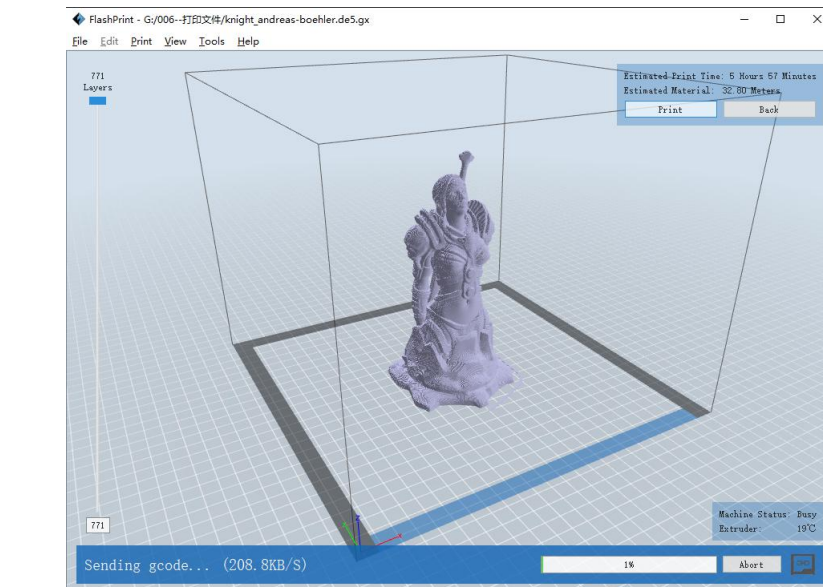 FlashPrint - G:/006--打印文件/knight_andreas-boehler.de5.gx
File Edit Print View Tools Help
771
Layers
Estimated Print Time: 5 Hours 57 Minutes
Estimated Material: 32.80 Meters
Print Back
771
Machine Status: Busy
Extruder: 19℃
Sending gcode... (208.8KB/S)
1% Abort